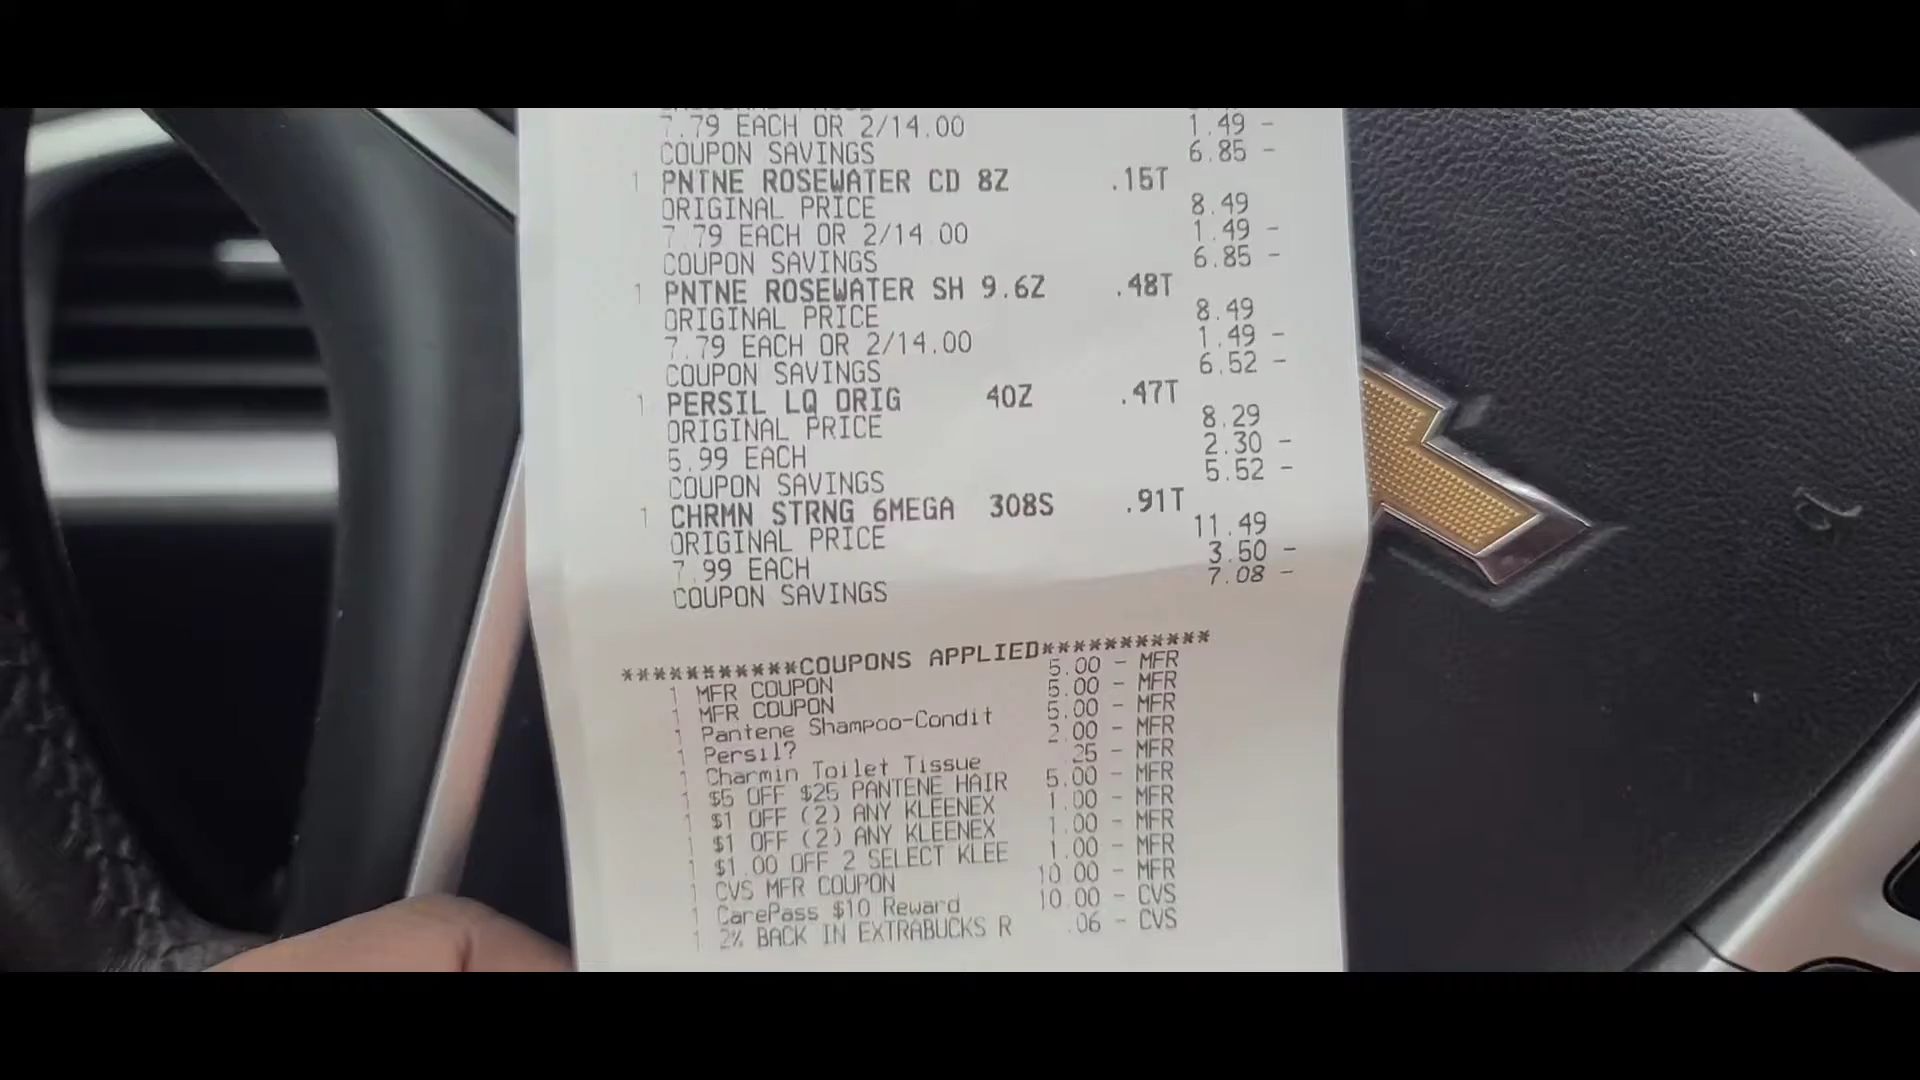 7.79 EACH OR 2/14.00 1.49 -
COUPON SAVINGS 6.85 -
1 PNTNE ROSEWATER CD 8Z .15T
ORIGINAL PRICE 8.49
7.79 EACH OR 2/14.00 1.49 -
COUPON SAVINGS 6.85 -
1 PNTNE ROSEWATER SH 9.6Z .48T
ORIGINAL PRICE 8.49
7.79 EACH OR 2/14.00 1.49 -
COUPON SAVINGS 6.52 -
1 PERSIL LQ ORIG 40Z .47T
ORIGINAL PRICE 8.29
5.99 EACH 2.30 -
COUPON SAVINGS 5.52 -
1 CHRMN STRNG 6MEGA 308S .91T
ORIGINAL PRICE 11.49
7.99 EACH 3.50 -
COUPON SAVINGS 7.08 -
***********COUPONS APPLIED***********
1 MFR COUPON 5.00 - MFR
1 MFR COUPON 5.00 - MFR
1 Pantene Shampoo-Condit 5.00 - MFR
1 Persil? 2.00 - MFR
1 Charmin Toilet Tissue .25 - MFR
1 $5 OFF $25 PANTENE HAIR 5.00 - MFR
1 $1 OFF (2) ANY KLEENEX 1.00 - MFR
1 $1 OFF (2) ANY KLEENEX 1.00 - MFR
1 $1.00 OFF 2 SELECT KLEE 1.00 - MFR
1 CVS MFR COUPON 10.00 - MFR
1 CarePass $10 Reward 10.00 - CVS
1 2% BACK IN EXTRABUCKS R .06 - CVS